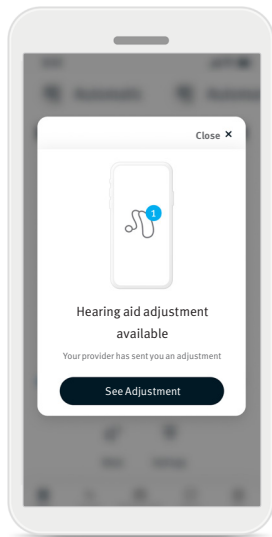 Close ×
1
Hearing aid adjustment
available
Your provider has sent you an adjustment
See Adjustment